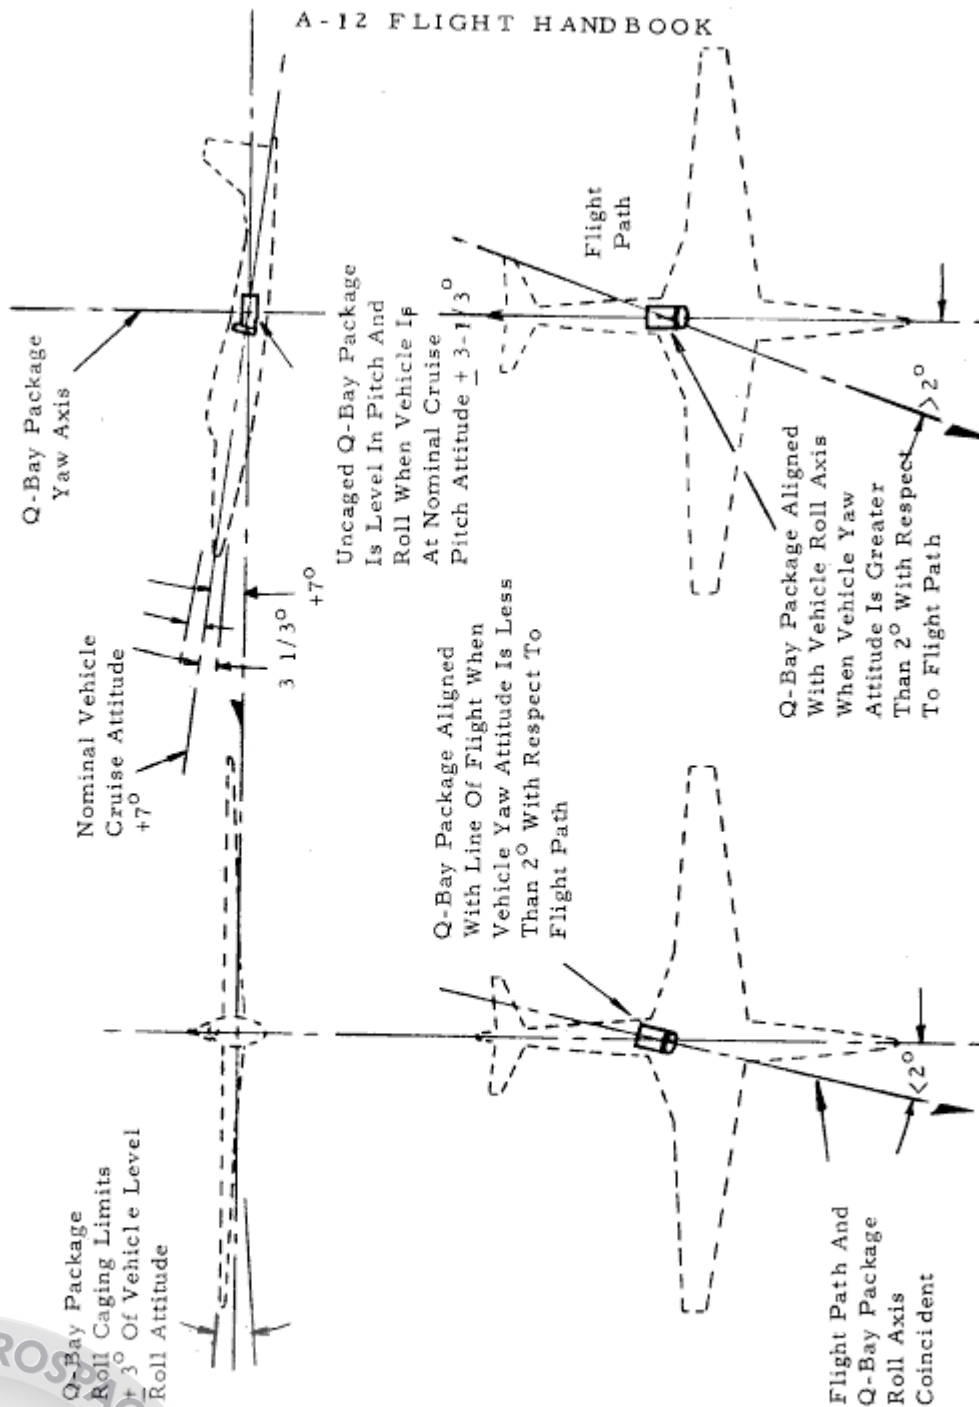 A-12 FLIGHT HANDBOOK
Q-Bay Package
Yaw Axis
Nominal Vehicle
Cruise Attitude
+7°
3 1/3°
+7°
Uncaged Q-Bay Package
Is Level In Pitch And
Roll When Vehicle Is
At Nominal Cruise
Pitch Attitude ± 3-1/3°
Q-Bay Package
Roll Caging Limits
± 3° Of Vehicle Level
Roll Attitude
Q-Bay Package Aligned
With Line Of Flight When
Vehicle Yaw Attitude Is Less
Than 2° With Respect To
Flight Path
<2°
Flight Path And
Q-Bay Package
Roll Axis
Coincident
Flight
Path
>2°
Q-Bay Package Aligned
With Vehicle Roll Axis
When Vehicle Yaw
Attitude Is Greater
Than 2° With Respect
To Flight Path